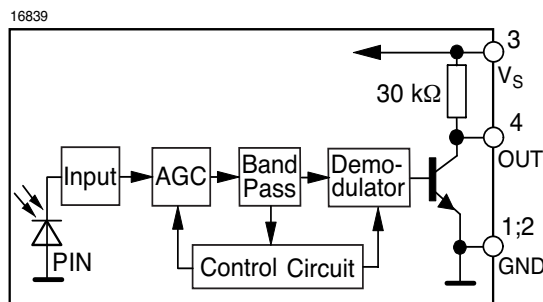 16839
3
V_S
30 kΩ
4
OUT
Input
AGC
Band
Pass
Demo-
dulator
1;2
GND
PIN
Control Circuit